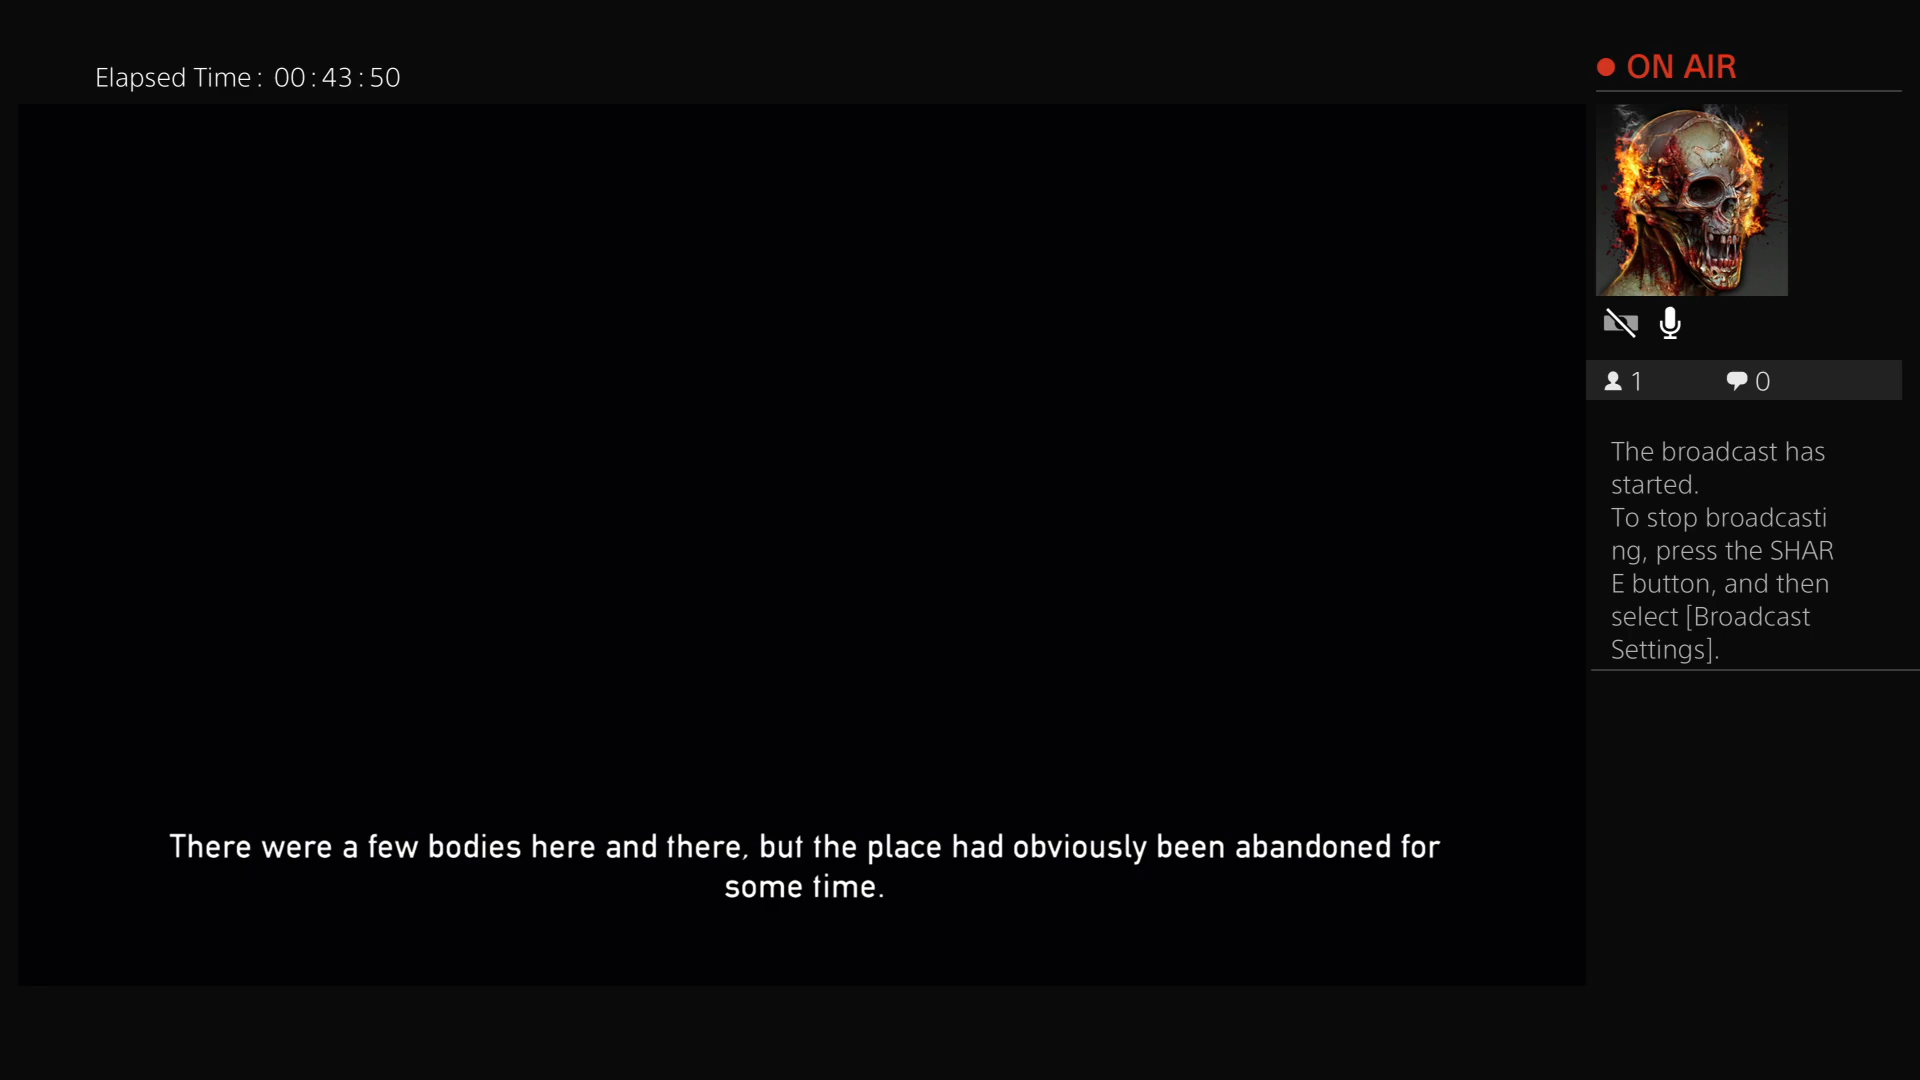 Elapsed Time: 00:43:50
ON AIR
1 0
The broadcast has
started.
To stop broadcasti
ng, press the SHAR
E button, and then
select [Broadcast
Settings].
There were a few bodies here and there, but the place had obviously been abandoned for
some time.